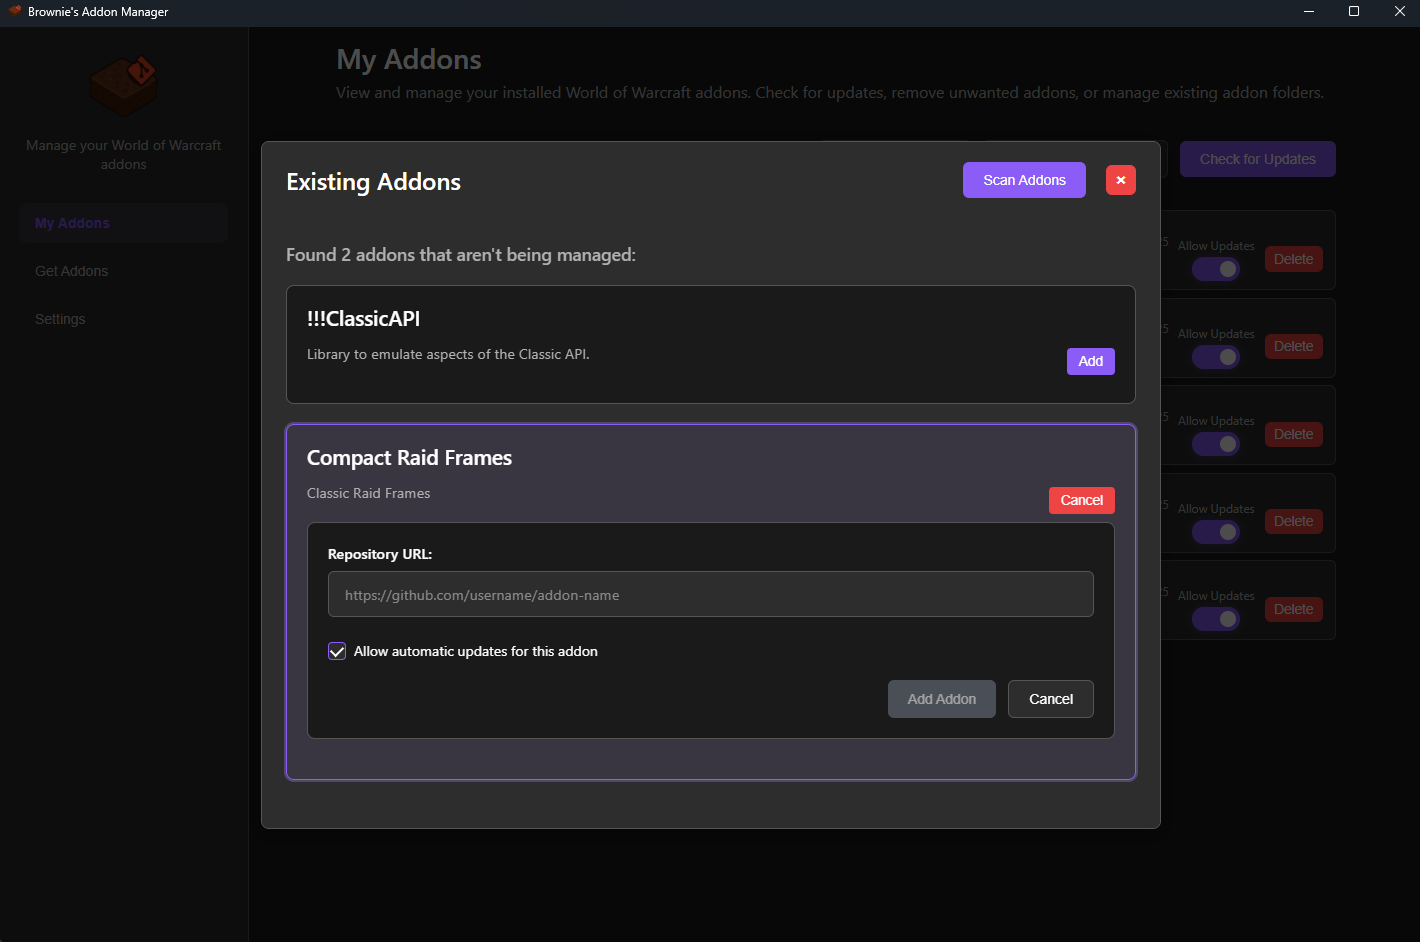 Brownie's Addon Manager
Manage your World of Warcraft
addons
My Addons
Get Addons
Settings
My Addons
View and manage your installed World of Warcraft addons. Check for updates, remove unwanted addons, or manage existing addon folders.
Check for Updates
Existing Addons
Scan Addons
Found 2 addons that aren't being managed:
!!!ClassicAPI
Library to emulate aspects of the Classic API.
Add
Compact Raid Frames
Classic Raid Frames
Cancel
Repository URL:
https://github.com/username/addon-name
Allow automatic updates for this addon
Add Addon
Cancel
Allow Updates
Delete
Allow Updates
Delete
Allow Updates
Delete
Allow Updates
Delete
Allow Updates
Delete